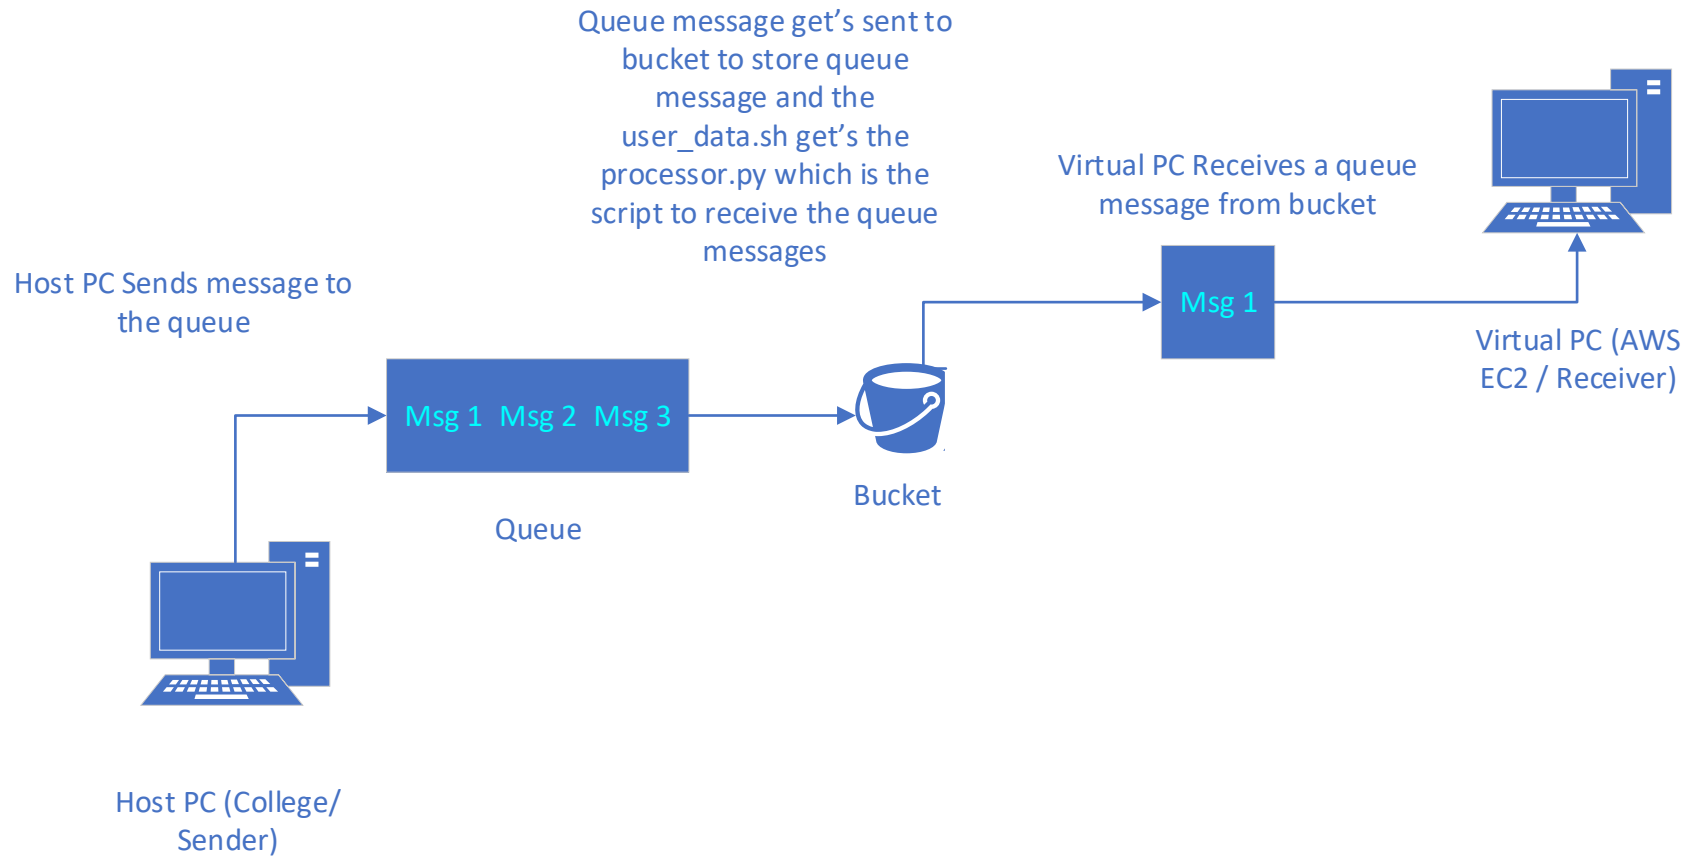 Queue message get’s sent to
bucket to store queue
message and the
user_data.sh get’s the
processor.py which is the
script to receive the queue
messages
Virtual PC Receives a queue
message from bucket
Host PC Sends message to
the queue
Msg 1
Virtual PC (AWS
EC2 / Receiver)
Msg 1 Msg 2 Msg 3
Bucket
Queue
Host PC (College/
Sender)